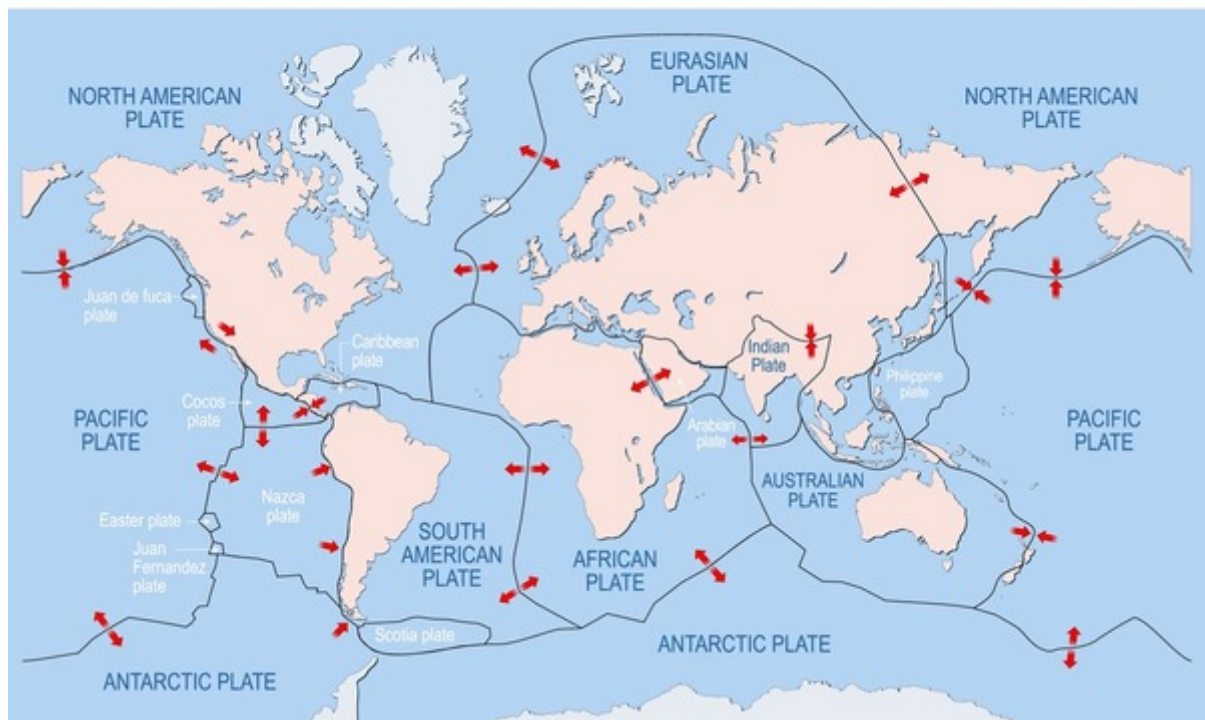 EURASIAN
PLATE
NORTH AMERICAN
PLATE
NORTH AMERICAN
PLATE
Juan de fuca
plate
Caribbean
plate
Indian
Plate
Philippine
plate
Cocos
plate
PACIFIC
PLATE
Arabian
plate
PACIFIC
PLATE
AUSTRALIAN
PLATE
Nazca
plate
Easter plate
Juan
Fernandez
plate
SOUTH
AMERICAN
PLATE
AFRICAN
PLATE
Scotia plate
ANTARCTIC PLATE
ANTARCTIC PLATE